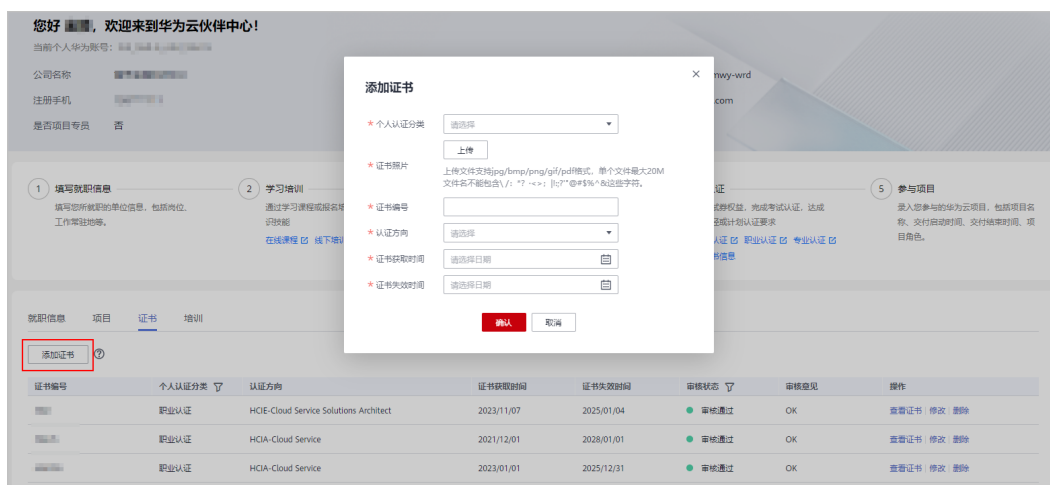 您好 ，欢迎来到华为云伙伴中心！
当前个人华为账号：
公司名称
mwy-wrd
注册手机
.com
是否项目专员 否
添加证书
* 个人认证分类 请选择
上传
* 证书照片
上传文件支持jpg/bmp/png/gif/pdf格式，单个文件最大20M
* 证书编号
* 认证方向 请选择
* 证书获取时间 请选择日期
* 证书失效时间 请选择日期
确认 取消
1 填写就职信息
填写您所就职的单位信息，包括岗位、
工作常驻地等。
2 学习培训
通过学习课程或报名培
识技能
在线课程 线下培训
证
试券权益，完成考试认证，达成
径或计划认证要求
认证 职业认证 专业认证
书信息
5 参与项目
录入您参与的华为云项目，包括项目名
称、交付启动时间、交付结束时间、项
目角色。
就职信息 项目 证书 培训
添加证书
证书编号 个人认证分类 认证方向 证书获取时间 证书失效时间 审核状态 审核意见 操作
职业认证 HCIE-Cloud Service Solutions Architect 2023/11/07 2025/01/04 审核通过 OK 查看证书 修改 删除
职业认证 HCIA-Cloud Service 2021/12/01 2028/01/01 审核通过 OK 查看证书 修改 删除
职业认证 HCIA-Cloud Service 2023/01/01 2025/12/31 审核通过 OK 查看证书 修改 删除